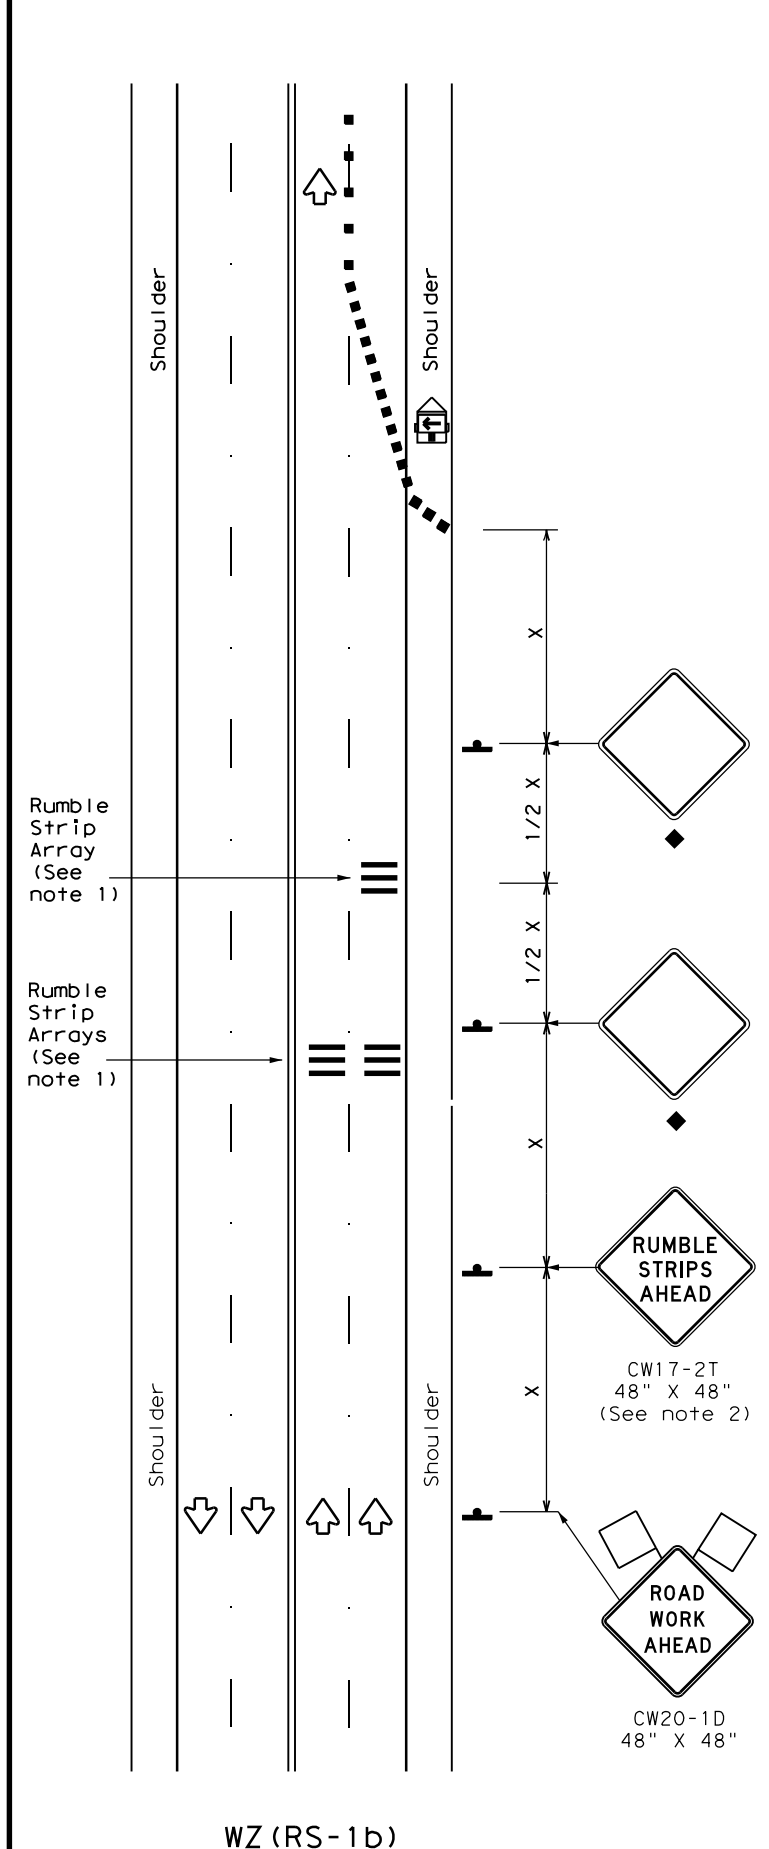 Shoulder
Shoulder
X
1/2 X
Rumble
Strip
Array
(See
note 1)
1/2 X
Rumble
Strip
Arrays
(See
note 1)
X
RUMBLE
STRIPS
AHEAD
CW17-2T
48" X 48"
(See note 2)
X
Shoulder
Shoulder
ROAD
WORK
AHEAD
CW20-1D
48" X 48"
WZ(RS-1b)